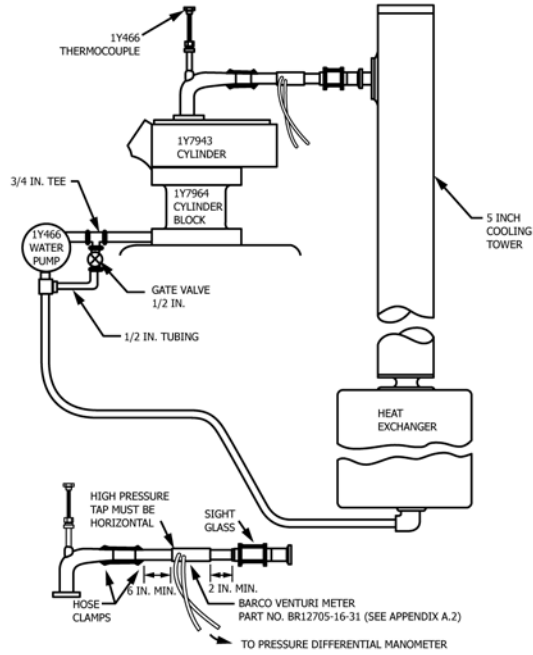 1Y466
THERMOCOUPLE
1Y7943
CYLINDER
3/4 IN. TEE
1Y7964
CYLINDER
BLOCK
1Y466
WATER
PUMP
5 INCH
COOLING
TOWER
GATE VALVE
1/2 IN.
1/2 IN. TUBING
HEAT
EXCHANGER
HIGH PRESSURE
TAP MUST BE
HORIZONTAL
SIGHT
GLASS
6 IN. MIN.
2 IN. MIN.
HOSE
CLAMPS
BARCO VENTURI METER
PART NO. BR12705-16-31 (SEE APPENDIX A.2)
TO PRESSURE DIFFERENTIAL MANOMETER